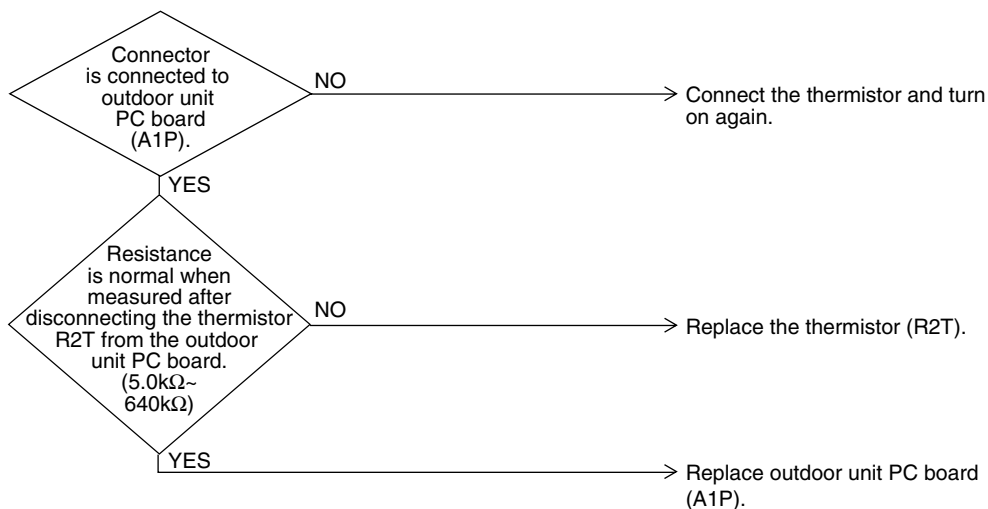 Connector
is connected to
outdoor unit
PC board
(A1P).
NO
Connect the thermistor and turn
on again.
YES
Resistance
is normal when
measured after
disconnecting the thermistor
R2T from the outdoor
unit PC board.
(5.0kΩ~
640kΩ)
NO
Replace the thermistor (R2T).
YES
Replace outdoor unit PC board
(A1P).